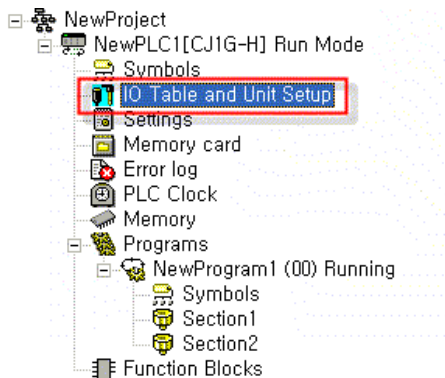 NewProject
NewPLC1[CJ1G-H] Run Mode
Symbols
IO Table and Unit Setup
Settings
Memory card
Error log
PLC Clock
Memory
Programs
NewProgram1 (00) Running
Symbols
Section1
Section2
Function Blocks